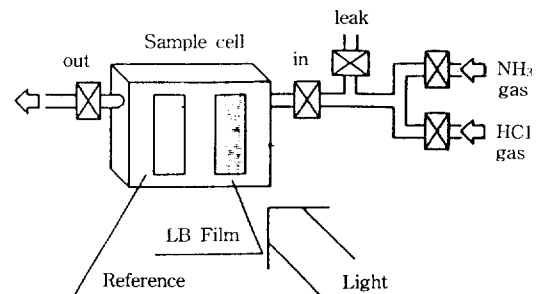 leak
Sample cell
out
in
NH₃
gas
HCl
gas
LB Film
Reference
Light